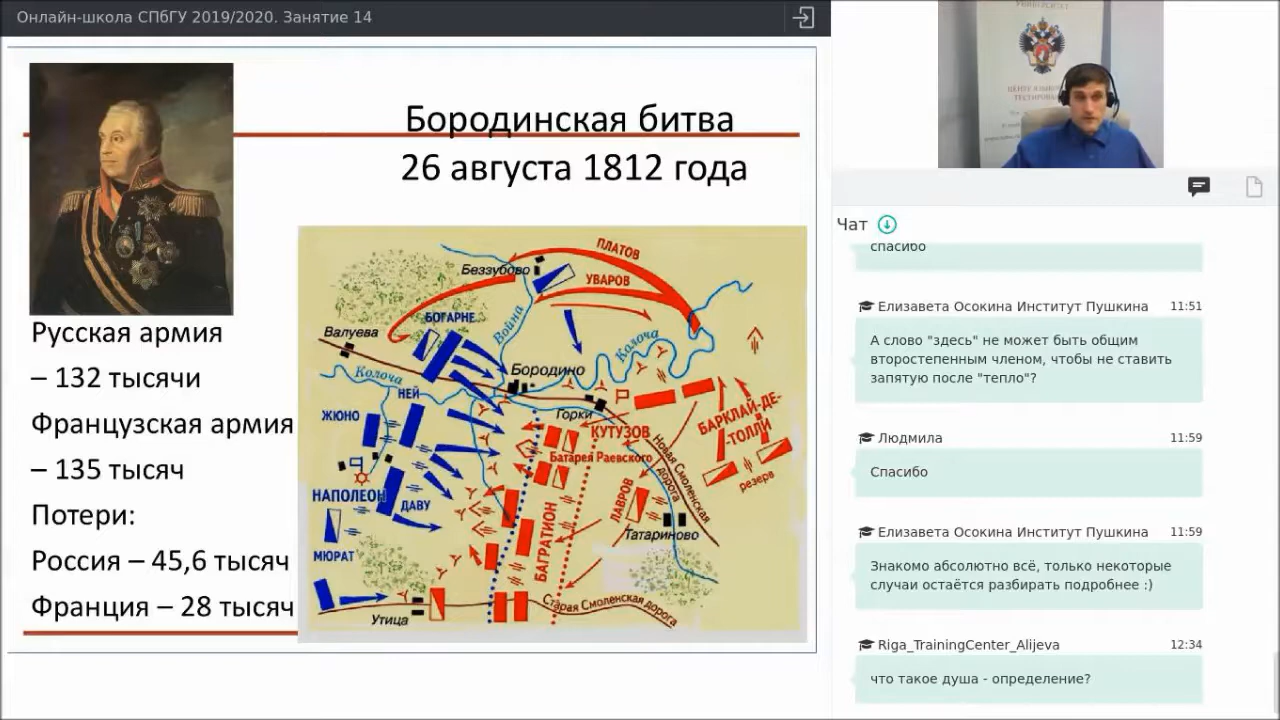 Онлайн-школа СПбГУ 2019/2020. Занятие 14
Бородинская битва
26 августа 1812 года
Русская армия
– 132 тысячи
Французская армия
– 135 тысяч
Потери:
Россия – 45,6 тысяч
Франция – 28 тысяч
ПЛАТОВ
Беззубово
УВАРОВ
БОГАРНЕ
Война
Валуева
Колоча
Колоча
Бородино
НЕЙ
ЖЮНО
Горки
КУТУЗОВ
БАРКЛАЙ-ДЕ-
-ТОЛЛИ
Батарея Раевского
Новая Смоленская
дорога
резерв
НАПОЛЕОН
ДАВУ
ЛАВРОВ
БАГРАТИОН
Татариново
МЮРАТ
Старая Смоленская дорога
Утица
УНИВЕРСИТЕТ
Чат
спасибо
Елизавета Осокина Институт Пушкина 11:51
А слово "здесь" не может быть общим
второстепенным членом, чтобы не ставить
запятую после "тепло"?
Людмила 11:59
Спасибо
Елизавета Осокина Институт Пушкина 11:59
Знакомо абсолютно всё, только некоторые
случаи остаётся разбирать подробнее :)
Riga_TrainingCenter_Alijeva 12:34
что такое душа - определение?